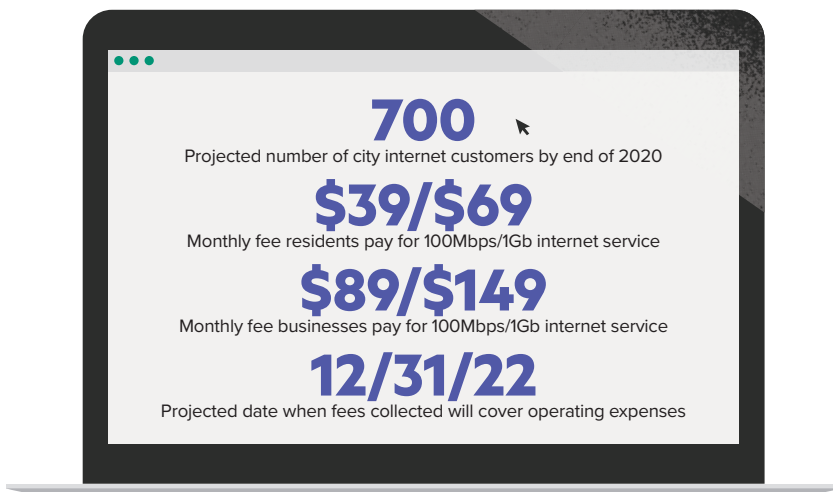 700
Projected number of city internet customers by end of 2020
$39/$69
Monthly fee residents pay for 100Mbps/1Gb internet service
$89/$149
Monthly fee businesses pay for 100Mbps/1Gb internet service
12/31/22
Projected date when fees collected will cover operating expenses